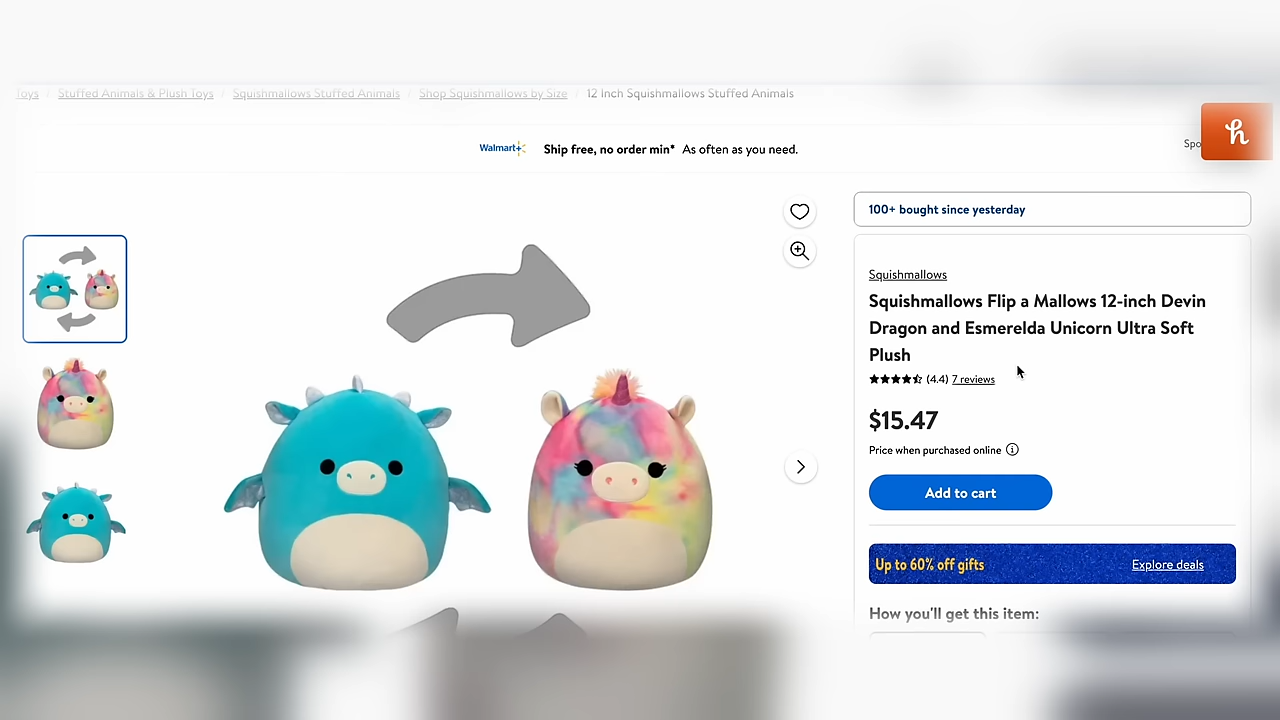 Toys / Stuffed Animals & Plush Toys / Squishmallows Stuffed Animals / Shop Squishmallows by Size / 12 Inch Squishmallows Stuffed Animals
Walmart+ Ship free, no order min* As often as you need.
Spo
h
100+ bought since yesterday
Squishmallows
Squishmallows Flip a Mallows 12-inch Devin
Dragon and Esmerelda Unicorn Ultra Soft
Plush
(4.4) 7 reviews
$15.47
Price when purchased online
Add to cart
Up to 60% off gifts Explore deals
How you'll get this item: